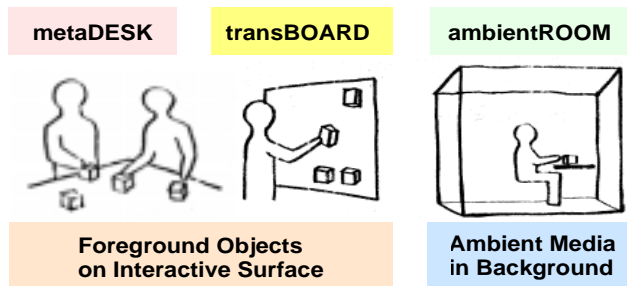 metaDESK
transBOARD
ambientROOM
Foreground Objects
on Interactive Surface
Ambient Media
in Background